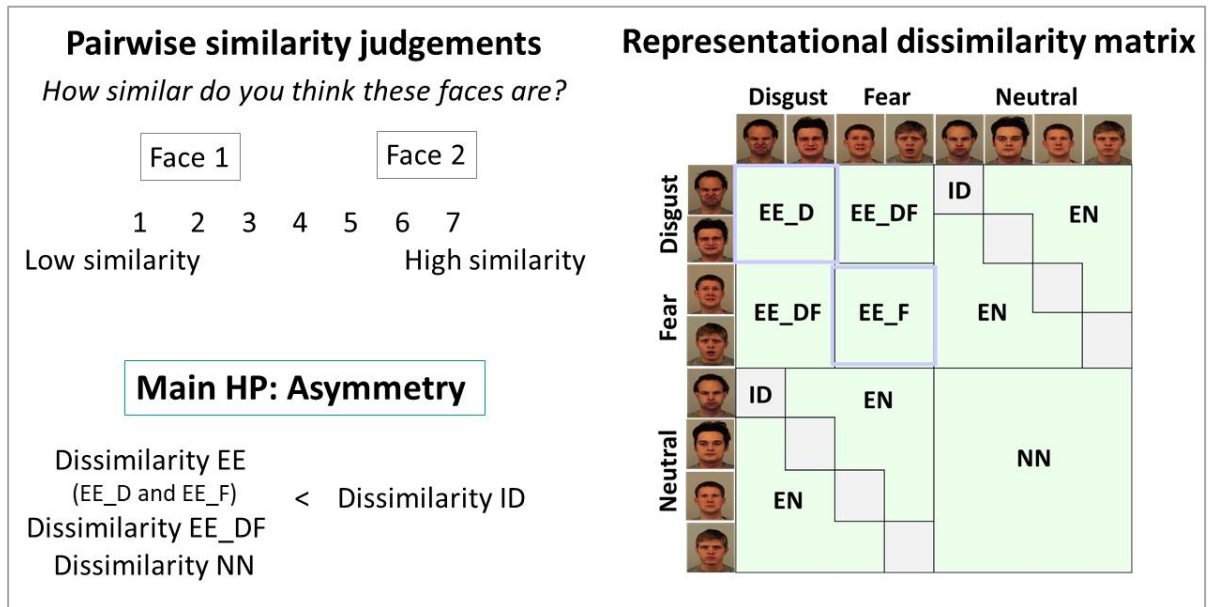 Pairwise similarity judgements
How similar do you think these faces are?
Face 1
Face 2
1 2 3 4 5 6 7
Low similarity
High similarity
Main HP: Asymmetry
Dissimilarity EE
(EE_D and EE_F)
< Dissimilarity ID
Dissimilarity EE_DF
Dissimilarity NN
Representational dissimilarity matrix
Disgust Fear Neutral
Disgust
Fear
Neutral
EE_D EE_DF ID EN
EE_DF EE_F EN
ID EN
EN NN